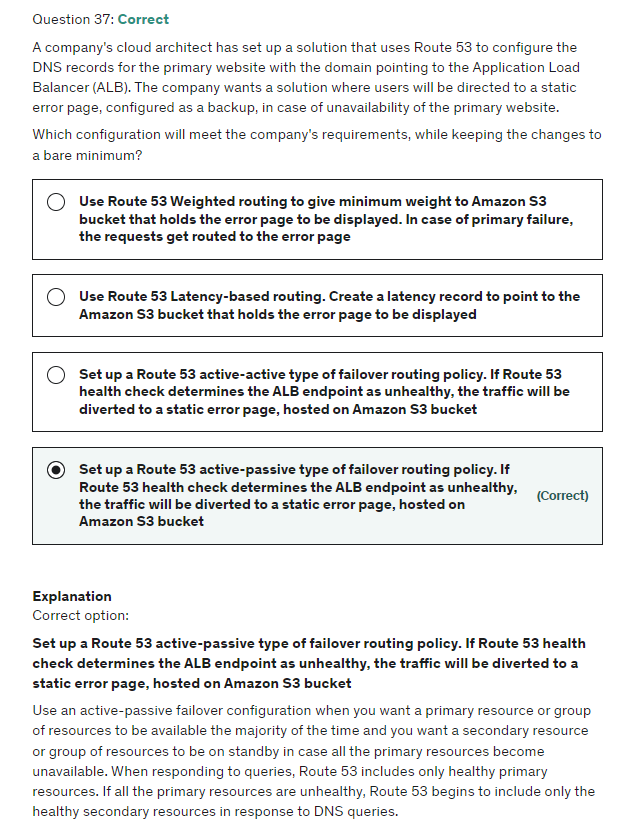 Question 37: Correct
A company's cloud architect has set up a solution that uses Route 53 to configure the
DNS records for the primary website with the domain pointing to the Application Load
Balancer (ALB). The company wants a solution where users will be directed to a static
error page, configured as a backup, in case of unavailability of the primary website.
Which configuration will meet the company's requirements, while keeping the changes to
a bare minimum?
Use Route 53 Weighted routing to give minimum weight to Amazon S3
bucket that holds the error page to be displayed. In case of primary failure,
the requests get routed to the error page
Use Route 53 Latency-based routing. Create a latency record to point to the
Amazon S3 bucket that holds the error page to be displayed
Set up a Route 53 active-active type of failover routing policy. If Route 53
health check determines the ALB endpoint as unhealthy, the traffic will be
diverted to a static error page, hosted on Amazon S3 bucket
Set up a Route 53 active-passive type of failover routing policy. If
Route 53 health check determines the ALB endpoint as unhealthy,
the traffic will be diverted to a static error page, hosted on
Amazon S3 bucket
(Correct)
Explanation
Correct option:
Set up a Route 53 active-passive type of failover routing policy. If Route 53 health
check determines the ALB endpoint as unhealthy, the traffic will be diverted to a
static error page, hosted on Amazon S3 bucket
Use an active-passive failover configuration when you want a primary resource or group
of resources to be available the majority of the time and you want a secondary resource
or group of resources to be on standby in case all the primary resources become
unavailable. When responding to queries, Route 53 includes only healthy primary
resources. If all the primary resources are unhealthy, Route 53 begins to include only the
healthy secondary resources in response to DNS queries.